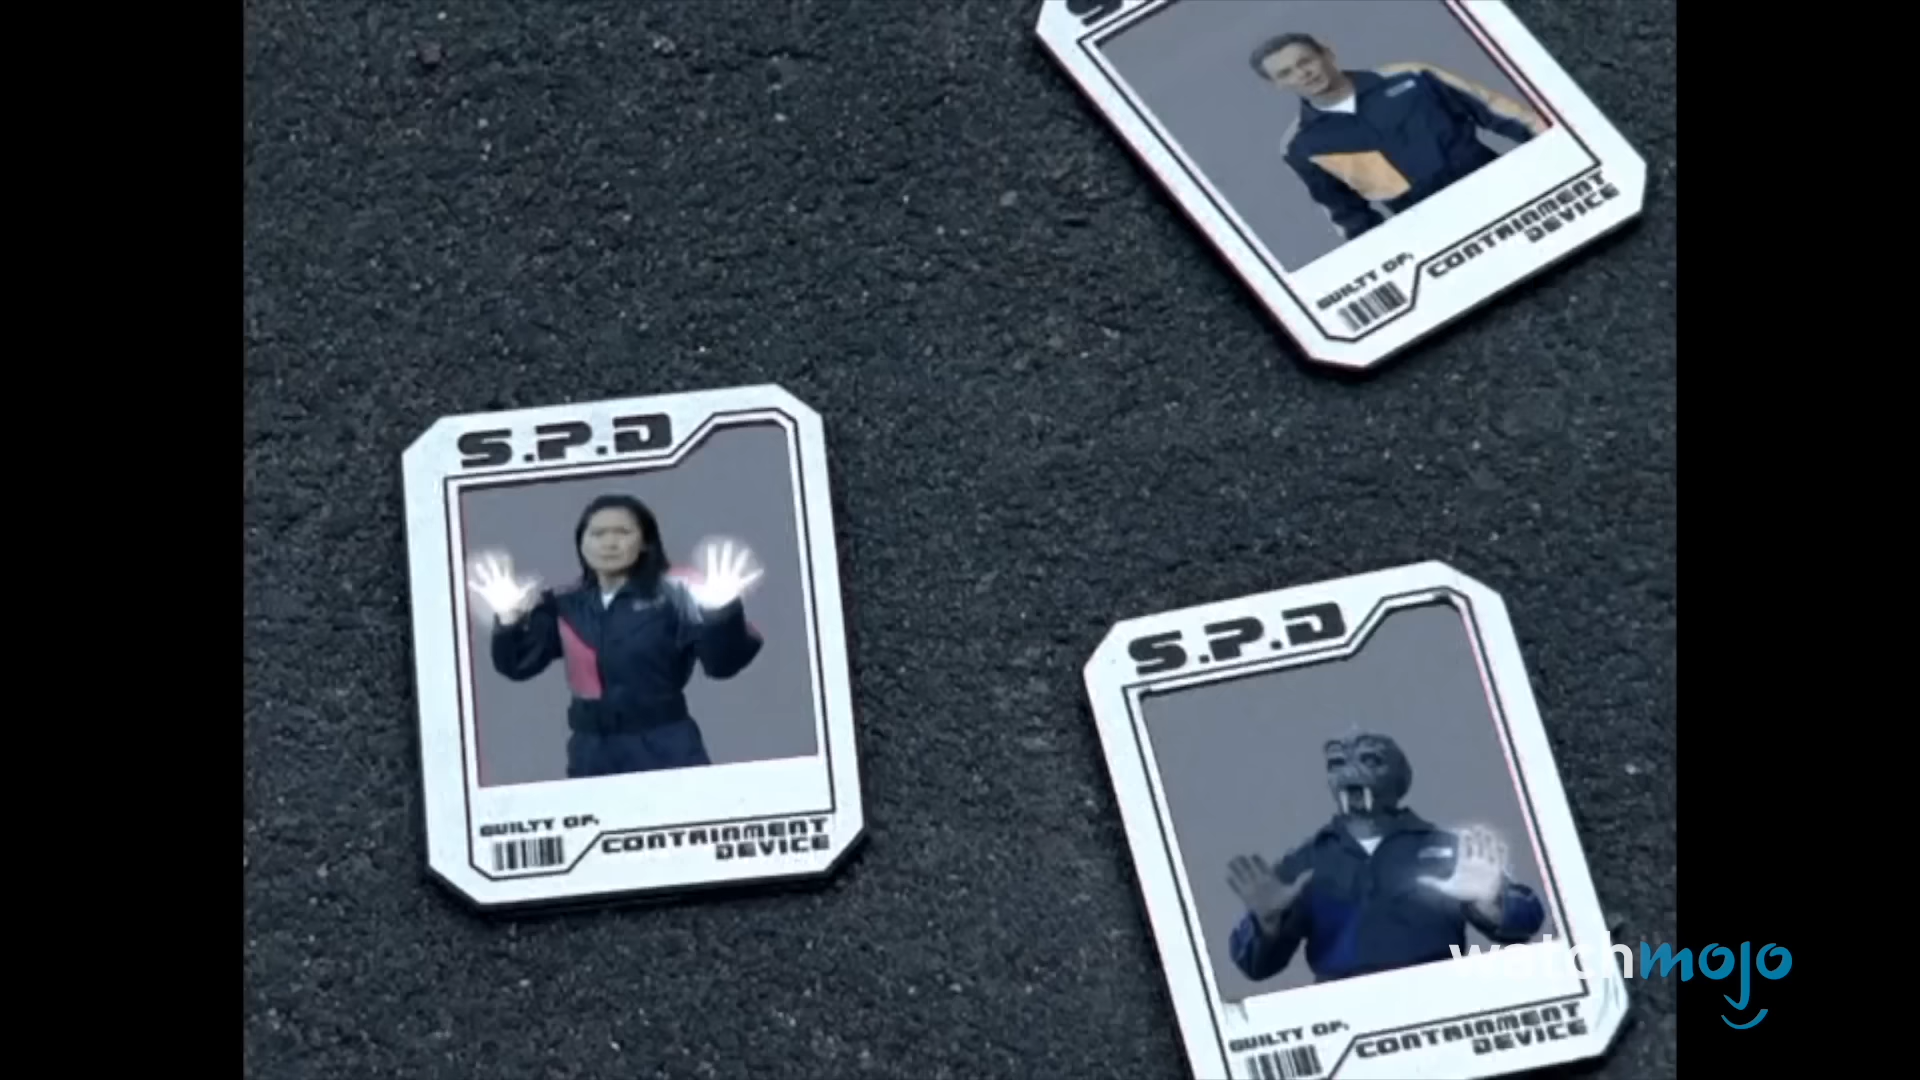 S.P.D
GUILTY OF,
CONTAINMENT
DEVICE
S.P.D
GUILTY OF,
CONTAINMENT
DEVICE
GUILTY OF,
CONTAINMENT
DEVICE
watchmojo